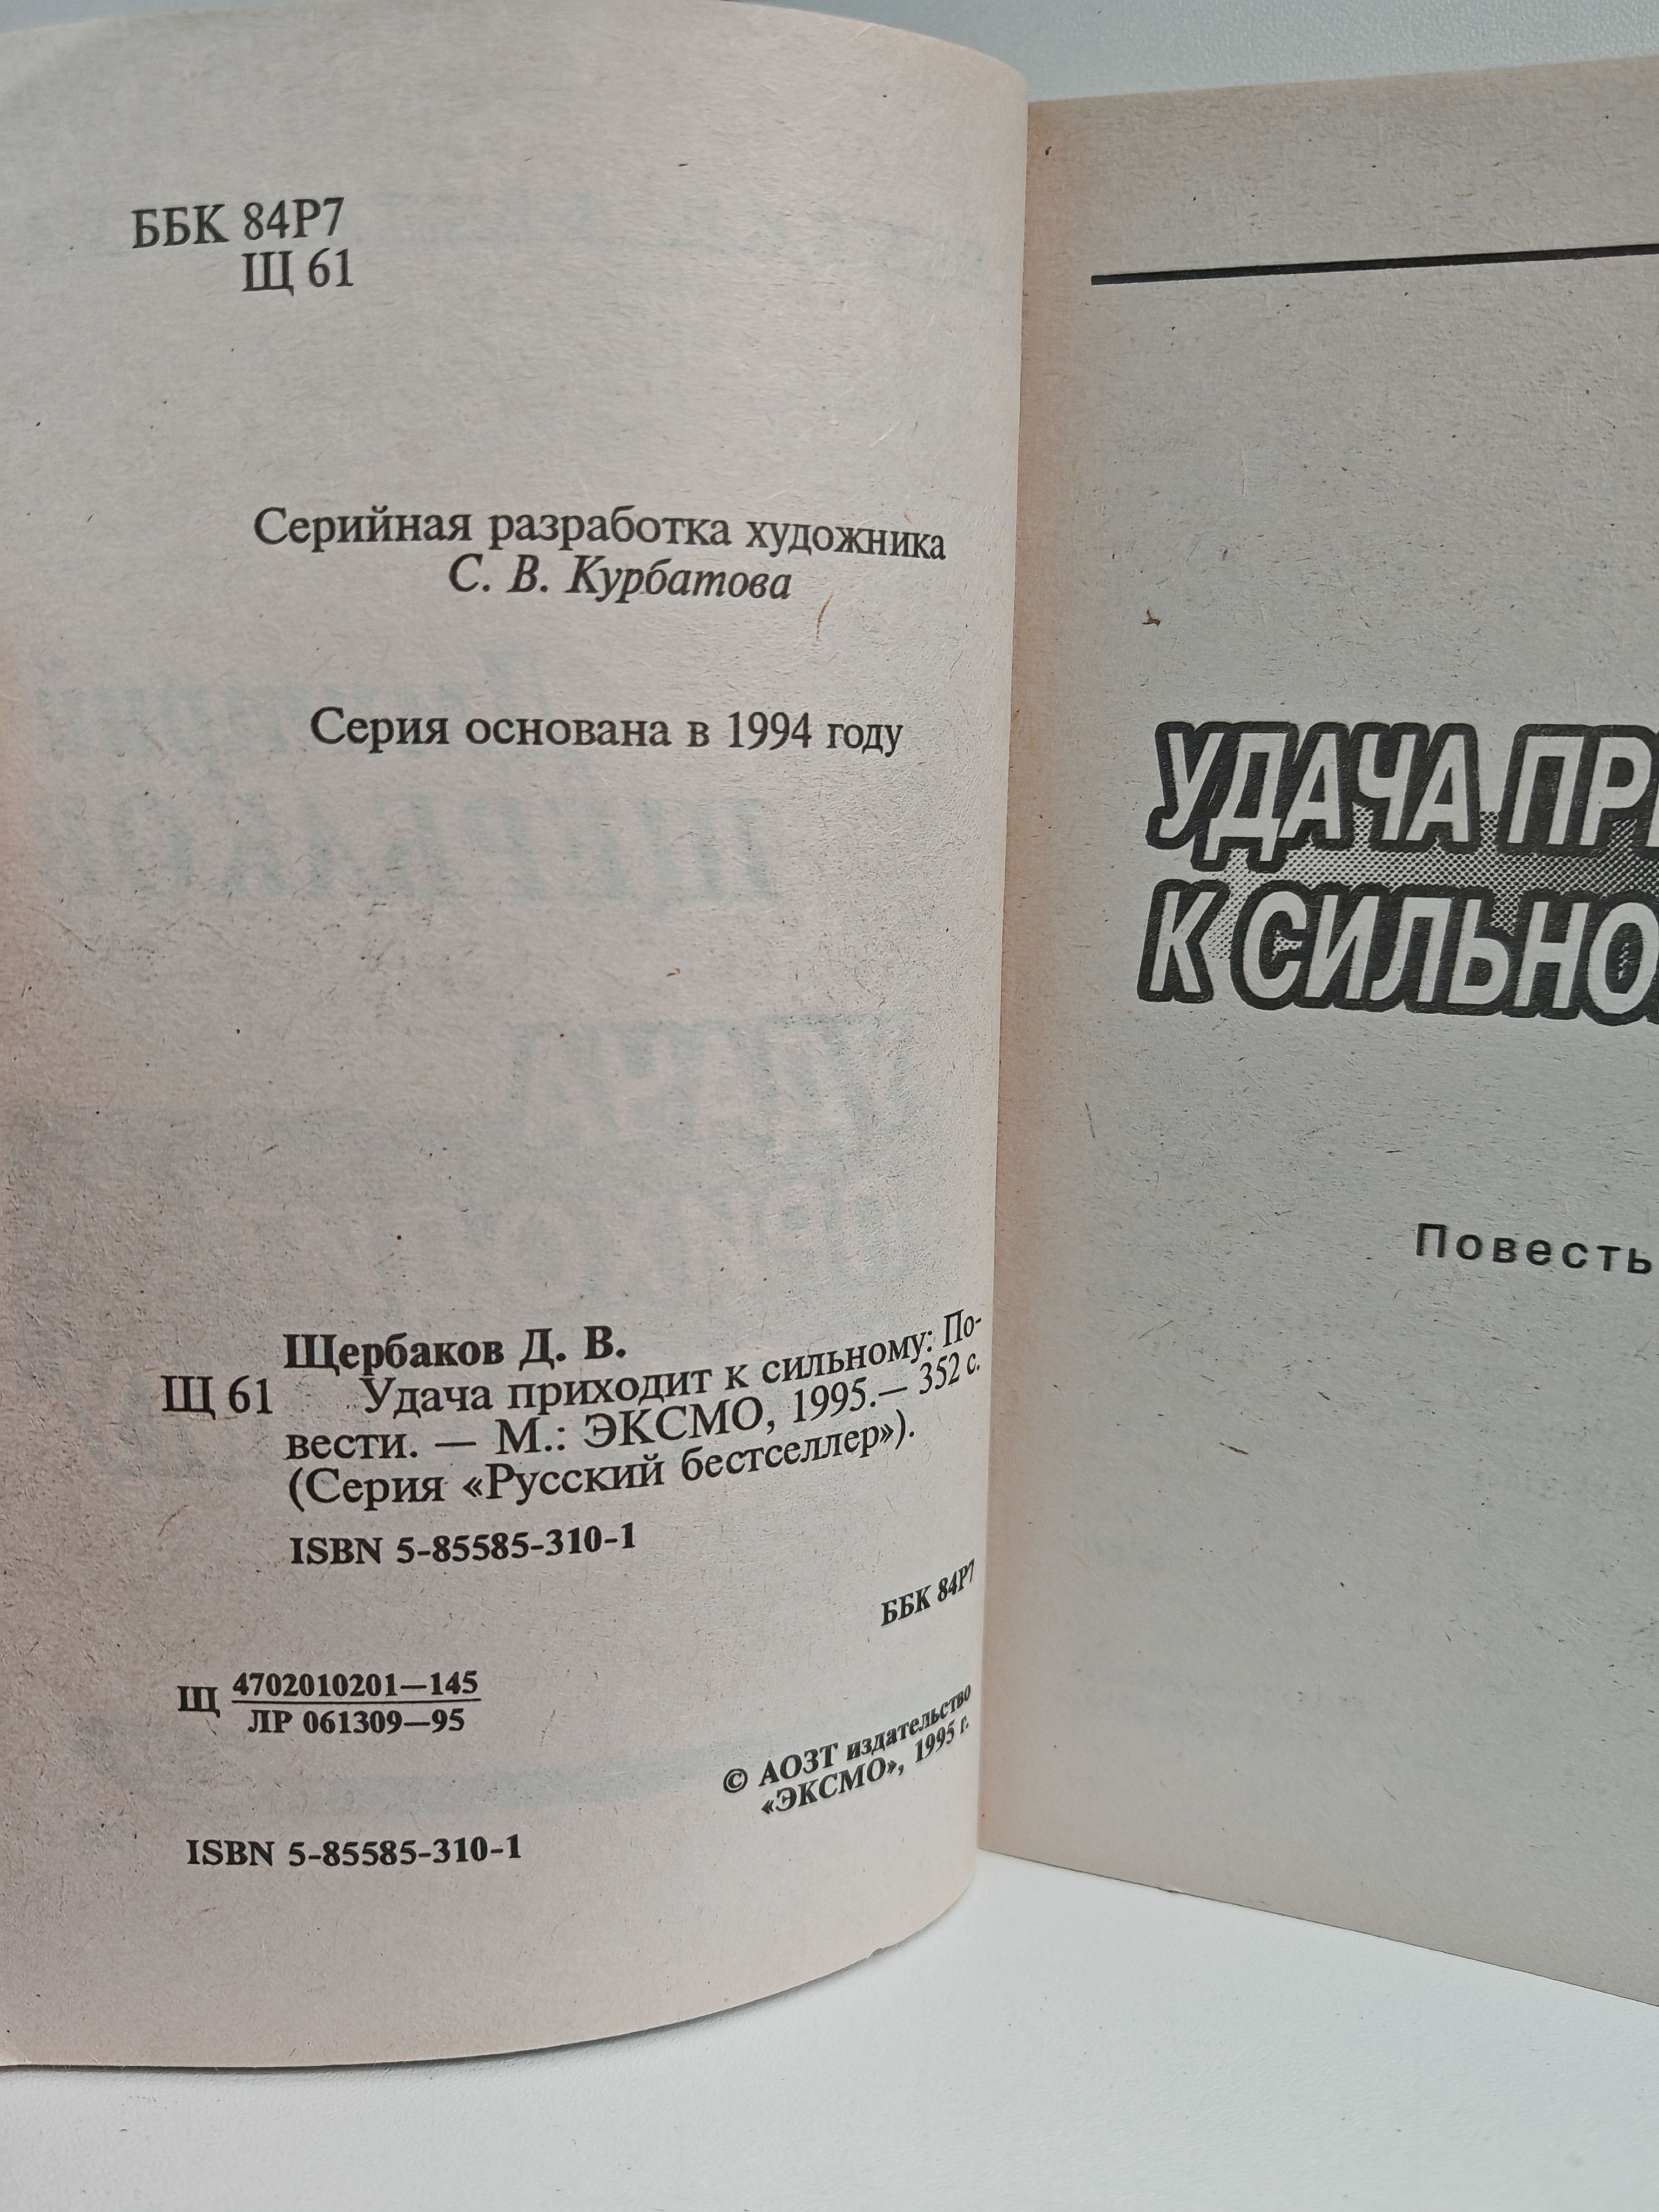 ББК 84Р7
Щ 61
Серийная разработка художника
С. В. Курбатова
Серия основана в 1994 году
Щербаков Д. В.
Щ 61 Удача приходит к сильному: По-
вести. — М.: ЭКСМО, 1995.— 352 с.
(Серия «Русский бестселлер»).
ISBN 5-85585-310-1
ББК 84Р7
Щ 4702010201—145
ЛР 061309—95
© АОЗТ издательство
«ЭКСМО», 1995 г.
ISBN 5-85585-310-1
УДАЧА ПР
К СИЛЬНО
Повесть